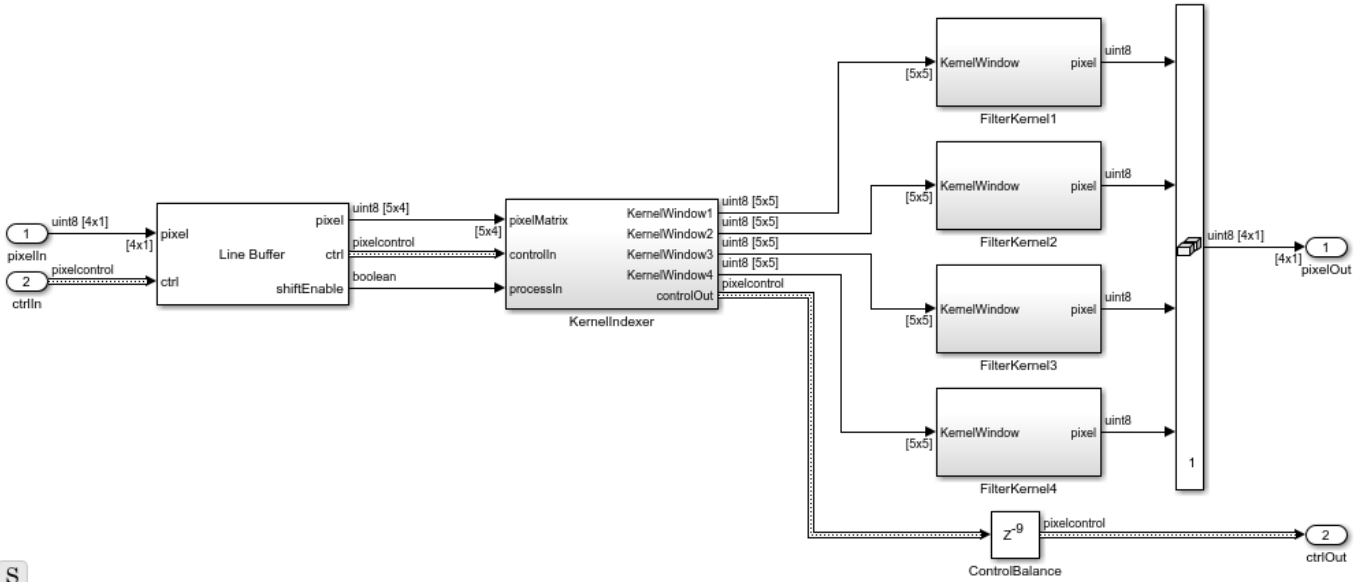 1
pixelIn
uint8 [4x1]
[4x1]
2
ctrlIn
pixelcontrol
pixel
ctrl
Line Buffer
pixel
ctrl
shiftEnable
uint8 [5x4]
[5x4]
pixelcontrol
boolean
pixelMatrix
controlIn
processIn
KernelWindow1
KernelWindow2
KernelWindow3
KernelWindow4
controlOut
KernelIndexer
uint8 [5x5]
uint8 [5x5]
uint8 [5x5]
uint8 [5x5]
pixelcontrol
[5x5]
KernelWindow
pixel
uint8
FilterKernel1
[5x5]
KernelWindow
pixel
uint8
FilterKernel2
[5x5]
KernelWindow
pixel
uint8
FilterKernel3
[5x5]
KernelWindow
pixel
uint8
FilterKernel4
1
uint8 [4x1]
[4x1]
1
pixelOut
Z-9
ControlBalance
pixelcontrol
2
ctrlOut
S